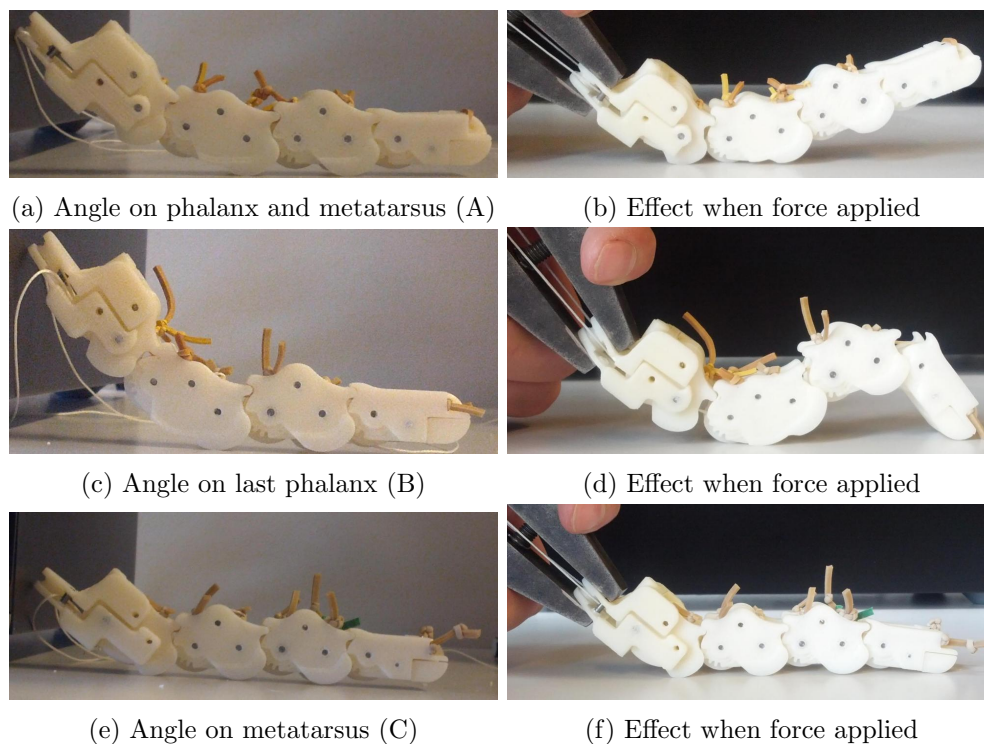 (a) Angle on phalanx and metatarsus (A)
(b) Effect when force applied
(c) Angle on last phalanx (B)
(d) Effect when force applied
(e) Angle on metatarsus (C)
(f) Effect when force applied